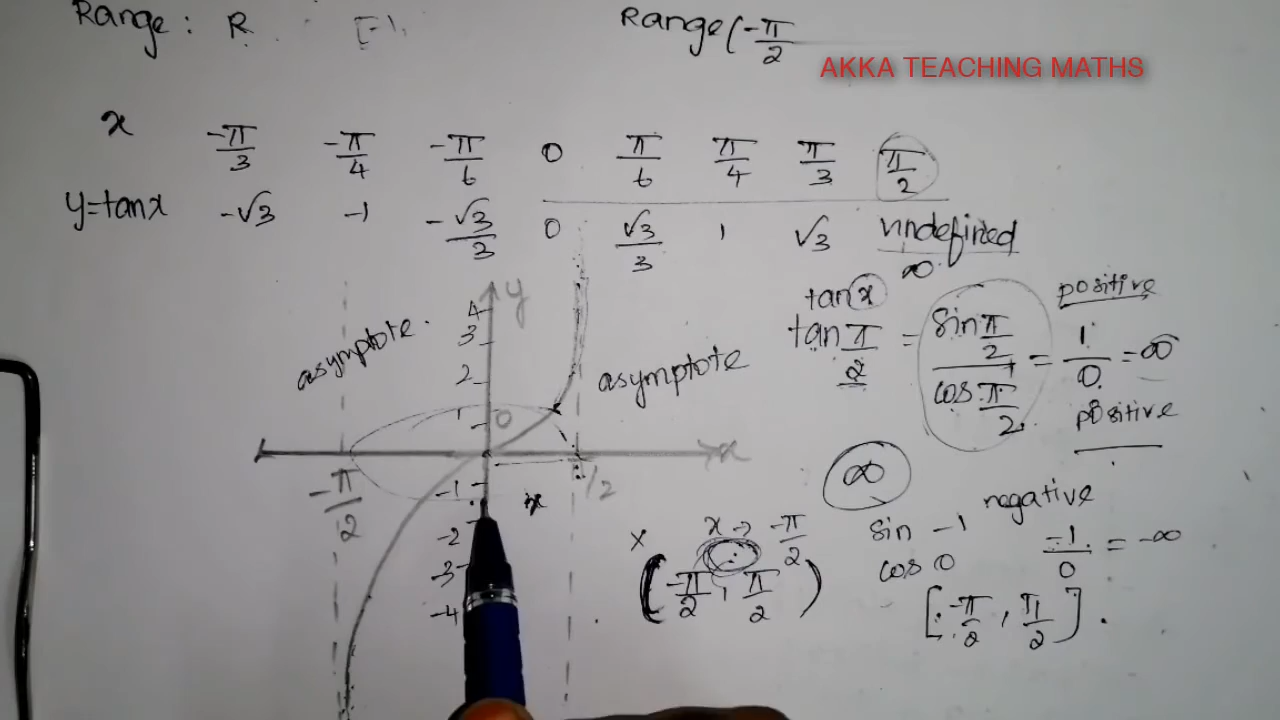 Range : R [-1
Range (-π/2
AKKA TEACHING MATHS
x -π/3 -π/4 -π/6 0 π/6 π/4 π/3 π/2
y=tanx -√3 -1 -√3/3 0 √3/3 1 √3 undefined
∞
tan x
positive
tan π/2 = sin π/2 / cos π/2 = 1/0 = ∞
positive
y
4
3
2
1
0
asymptote
asymptote
x
-π/2
/2
-1
-2
-3
-4
x
∞
negative
sin -1
cos 0
-1/0 = -∞
x x→ -π/2
(-π/2, π/2)
[-π/2, π/2].